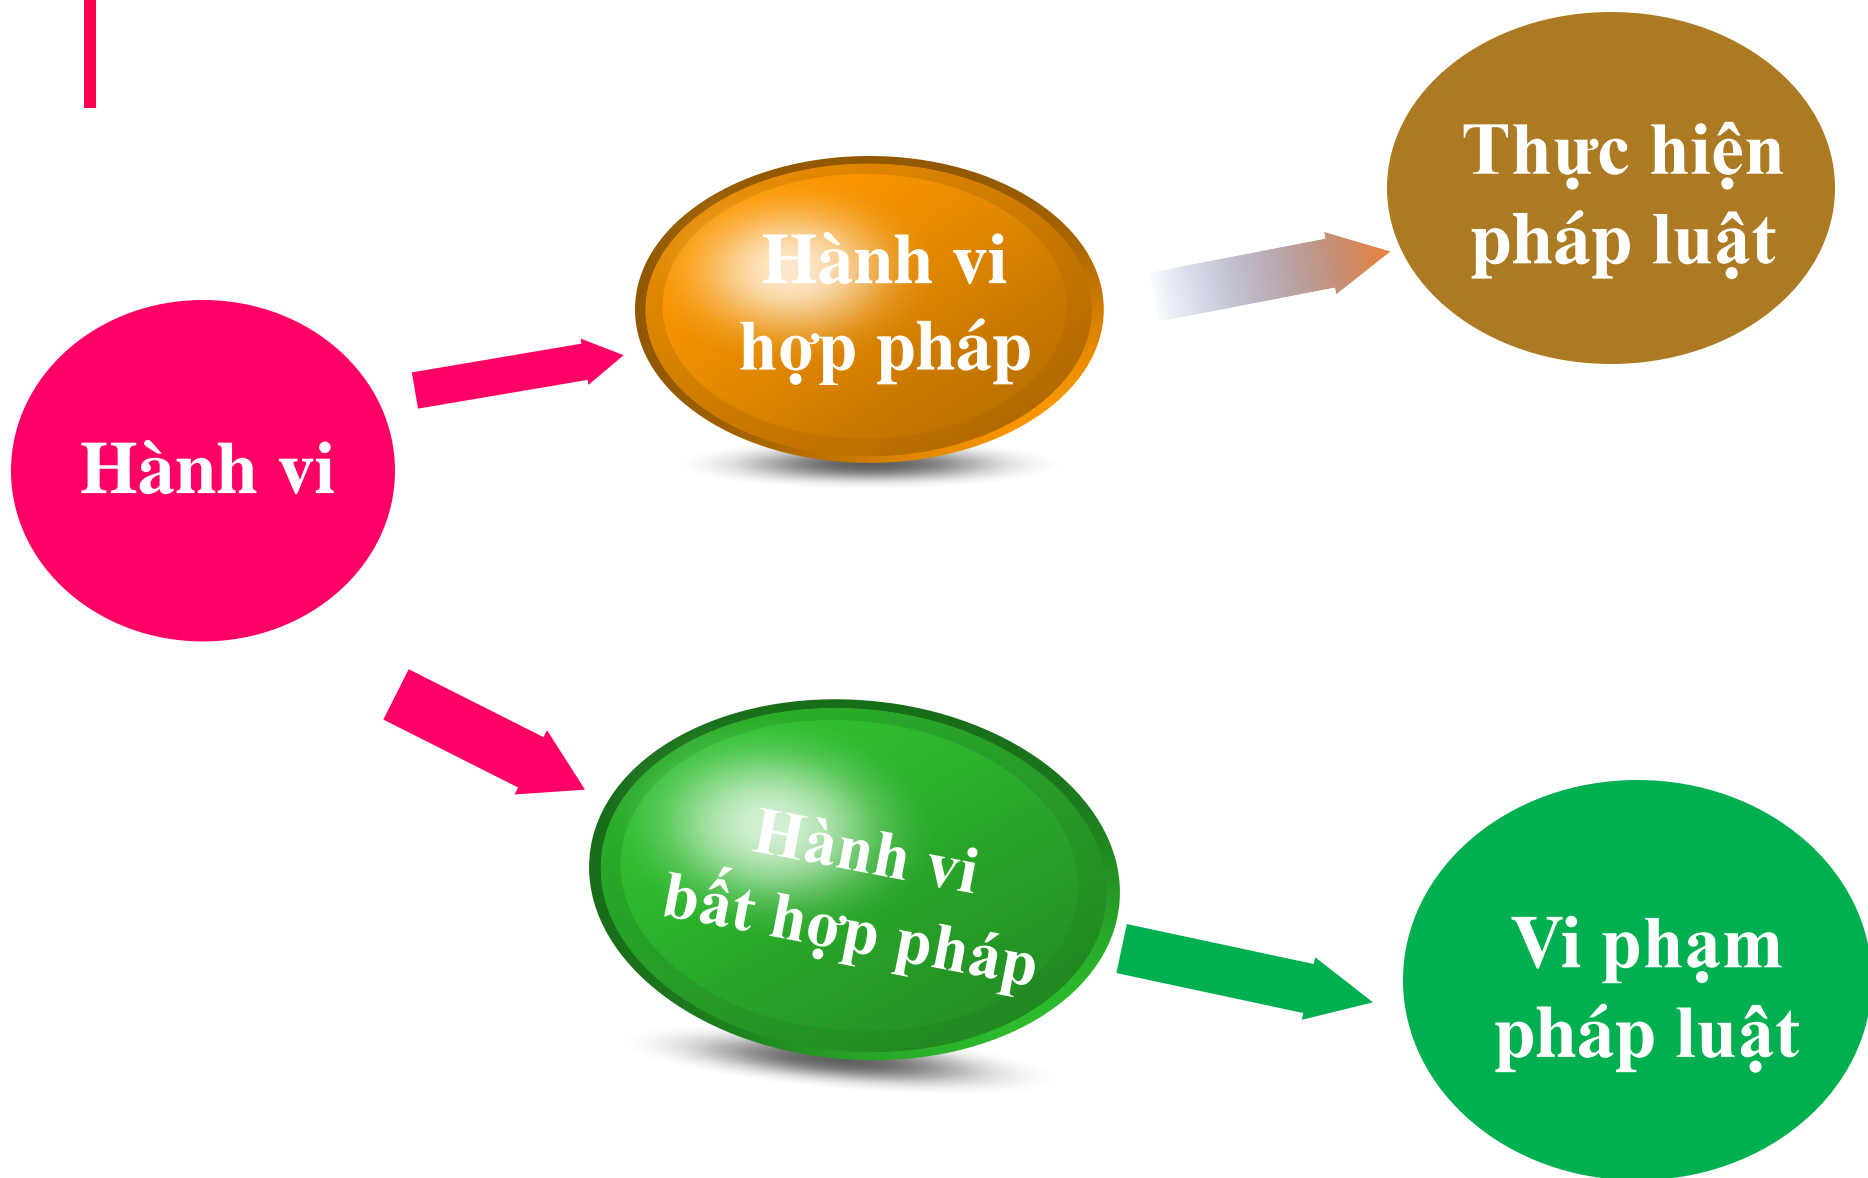 Hành vi
Hành vi
hợp pháp
Thực hiện
pháp luật
Hành vi
bất hợp pháp
Vi phạm
pháp luật